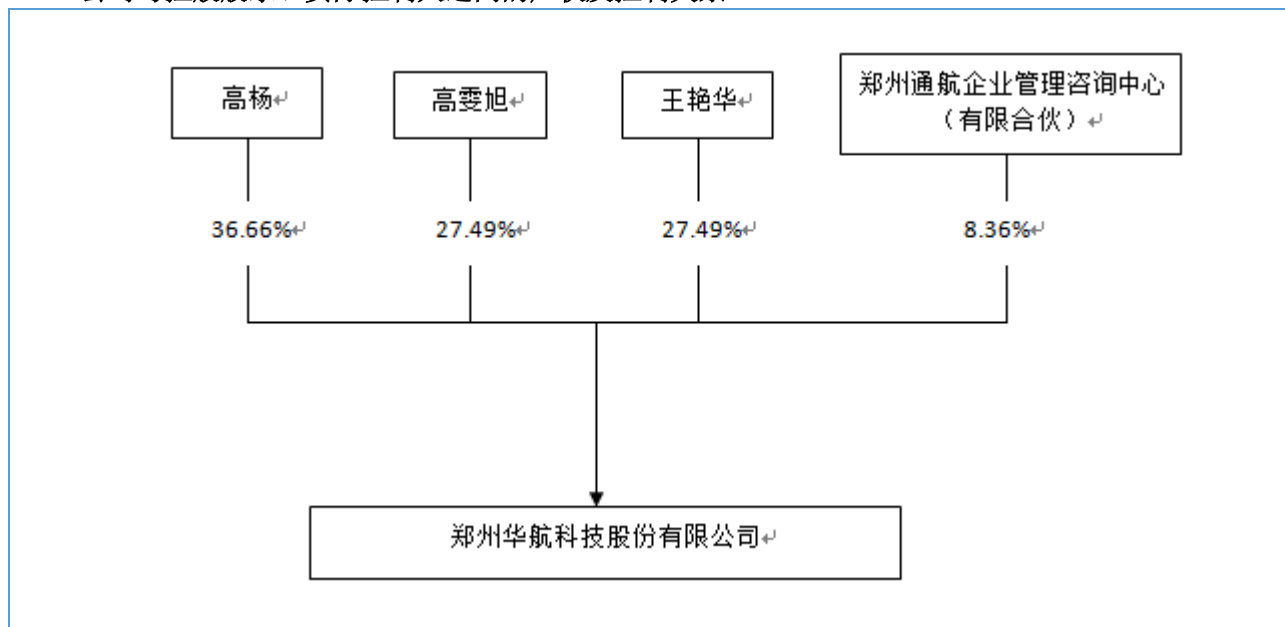 高杨
高雯旭
王艳华
郑州通航企业管理咨询中心
（有限合伙）
36.66%
27.49%
27.49%
8.36%
郑州华航科技股份有限公司